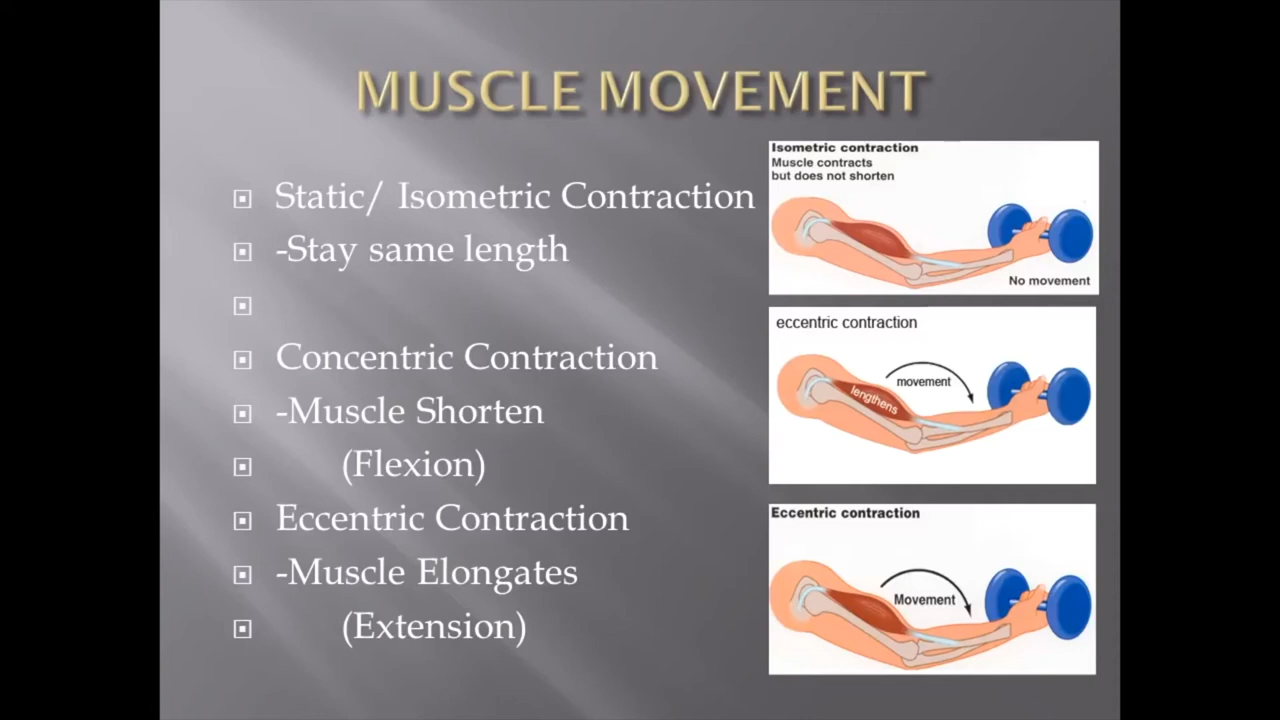 MUSCLE MOVEMENT
Static/ Isometric Contraction
-Stay same length
Concentric Contraction
-Muscle Shorten
(Flexion)
Eccentric Contraction
-Muscle Elongates
(Extension)
Isometric contraction
Muscle contracts
but does not shorten
No movement
eccentric contraction
movement
lengthens
Eccentric contraction
Movement